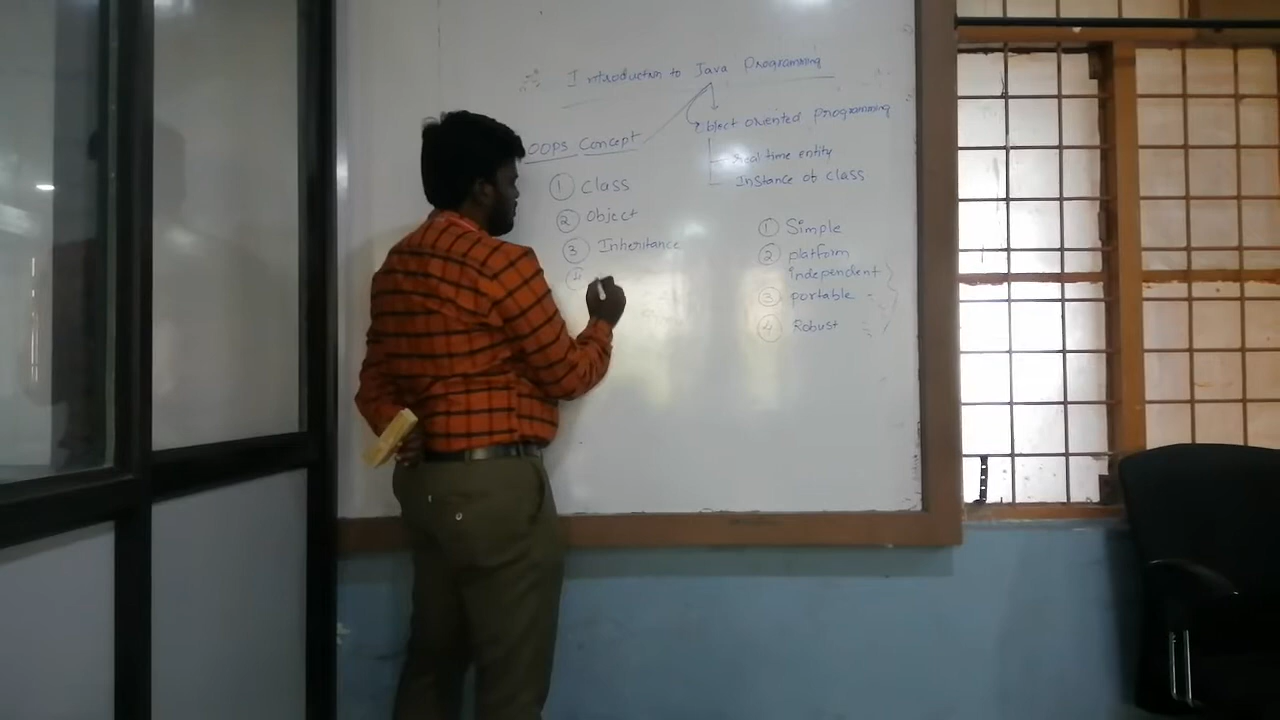 Introduction to Java Programming
Object oriented Programming
Real time entity
Instance of class
OOPS Concept
① Class
② Object
③ Inheritance
① Simple
② platform
independent
③ portable
④ Robust